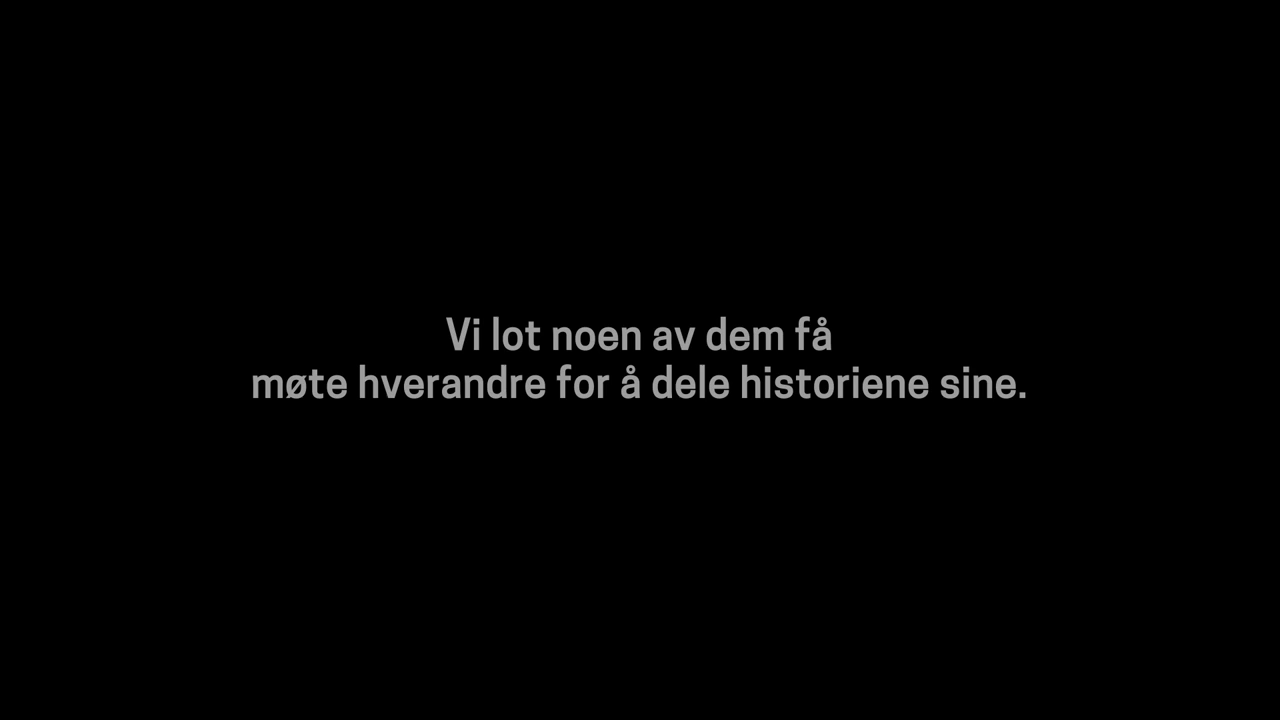 Vi lot noen av dem få
møte hverandre for å dele historiene sine.